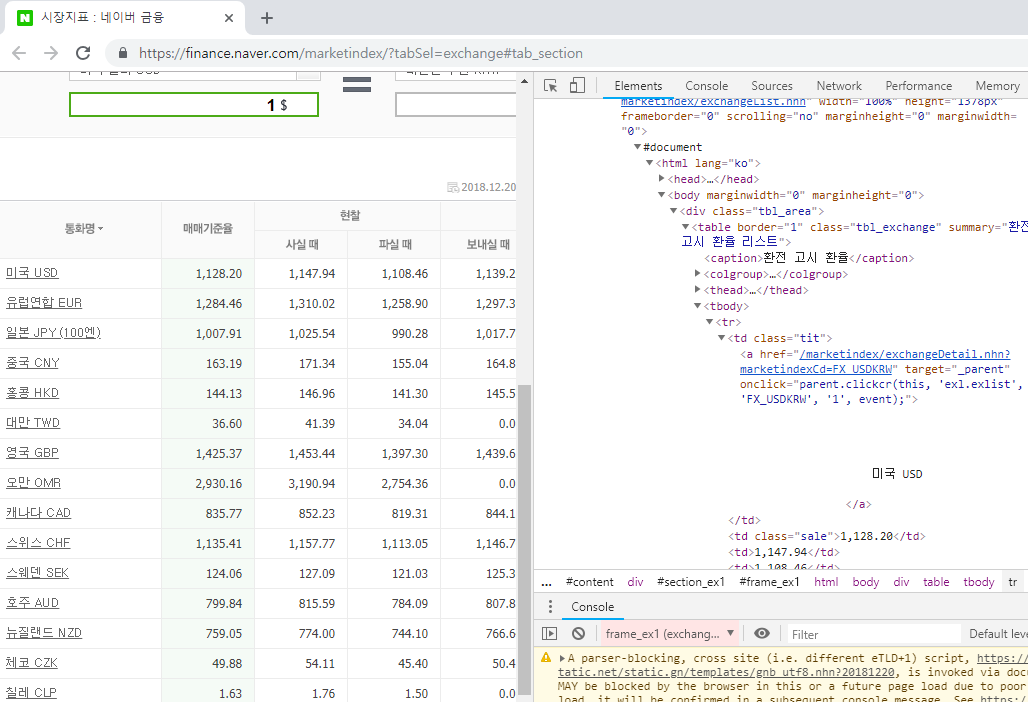 시장지표 : 네이버 금융
https://finance.naver.com/marketindex/?tabSel=exchange#tab_section
1 $
2018.12.20
통화명 매매기준율 현찰
사실 때 파실 때 보내실 때
미국 USD 1,128.20 1,147.94 1,108.46 1,139.2
유럽연합 EUR 1,284.46 1,310.02 1,258.90 1,297.3
일본 JPY (100엔) 1,007.91 1,025.54 990.28 1,017.7
중국 CNY 163.19 171.34 155.04 164.8
홍콩 HKD 144.13 146.96 141.30 145.5
대만 TWD 36.60 41.39 34.04 0.0
영국 GBP 1,425.37 1,453.44 1,397.30 1,439.6
오만 OMR 2,930.16 3,190.94 2,754.36 0.0
캐나다 CAD 835.77 852.23 819.31 844.1
스위스 CHF 1,135.41 1,157.77 1,113.05 1,146.7
스웨덴 SEK 124.06 127.09 121.03 125.3
호주 AUD 799.84 815.59 784.09 807.8
뉴질랜드 NZD 759.05 774.00 744.10 766.6
체코 CZK 49.88 54.11 45.40 50.4
칠레 CLP 1.63 1.76 1.50 0.0
Elements Console Sources Network Performance Memory
marketindex/exchangeList.nhn" width="100%" height="1378px"
frameborder="0" scrolling="no" marginheight="0" marginwidth=
"0">
#document
<html lang="ko">
<head>…</head>
<body marginwidth="0" marginheight="0">
<div class="tbl_area">
<table border="1" class="tbl_exchange" summary="환전
고시 환율 리스트">
<caption>환전 고시 환율</caption>
<colgroup>…</colgroup>
<thead>…</thead>
<tbody>
<tr>
<td class="tit">
<a href="/marketindex/exchangeDetail.nhn?
marketindexCd=FX_USDKRW" target="_parent"
onclick="parent.clickcr(this, 'exl.exlist',
'FX_USDKRW', '1', event);">
미국 USD
</a>
</td>
<td class="sale">1,128.20</td>
<td>1,147.94</td>
<td>1,108.46</td>
... #content div #section_ex1 #frame_ex1 html body div table tbody tr
Console
frame_ex1 (exchang... Filter Default leve
A parser-blocking, cross site (i.e. different eTLD+1) script, https://
tatic.net/static.gn/templates/gnb_utf8.nhn?20181220, is invoked via docu
MAY be blocked by the browser in this or a future page load due to poor
load, it will be confirmed in a subsequent console message. See https:/